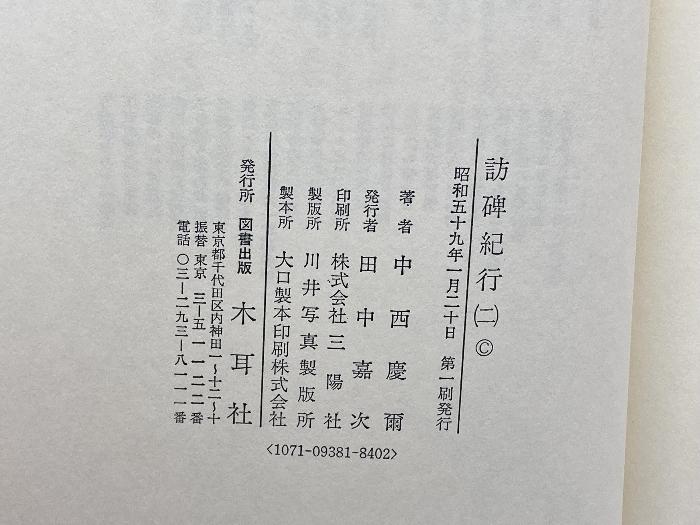 訪碑紀行(二)©
昭和五十九年一月二十日 第一刷発行
著・者 中西慶爾
発行者 田中嘉次
印刷所 株式会社三陽社
製版所 川井写真製版所
製本所 大口製本印刷株式会社
発行所 図書出版 木耳社
東京都千代田区内神田一〜十二〜十
振替 東京 三―五一一二二番
電話 〇三―二九三―八一一一番
<1071-09381-8402>